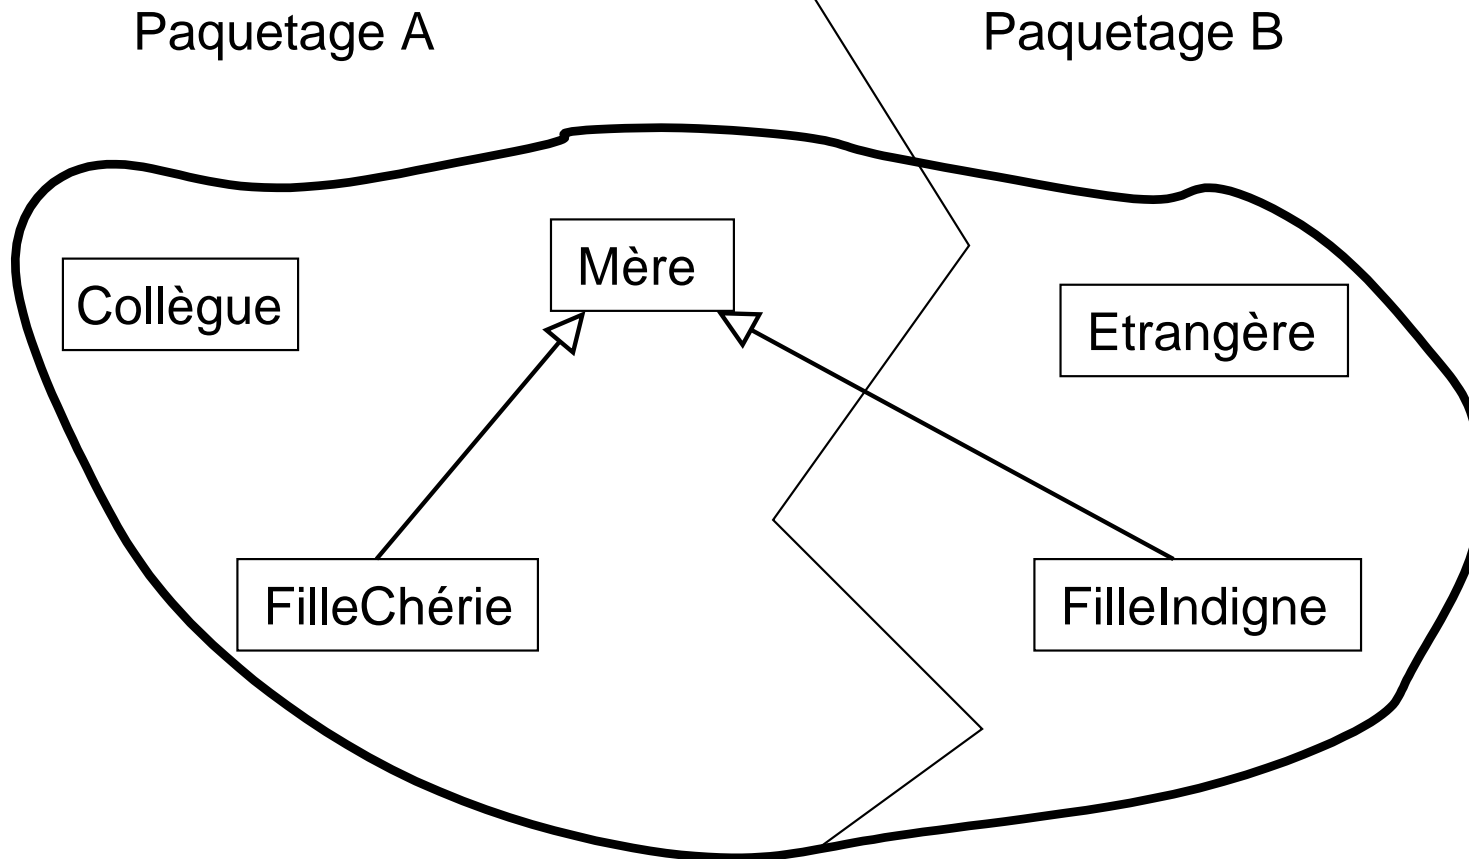 Paquetage A
Paquetage B
Mère
Collègue
Etrangère
FilleChérie
FilleIndigne